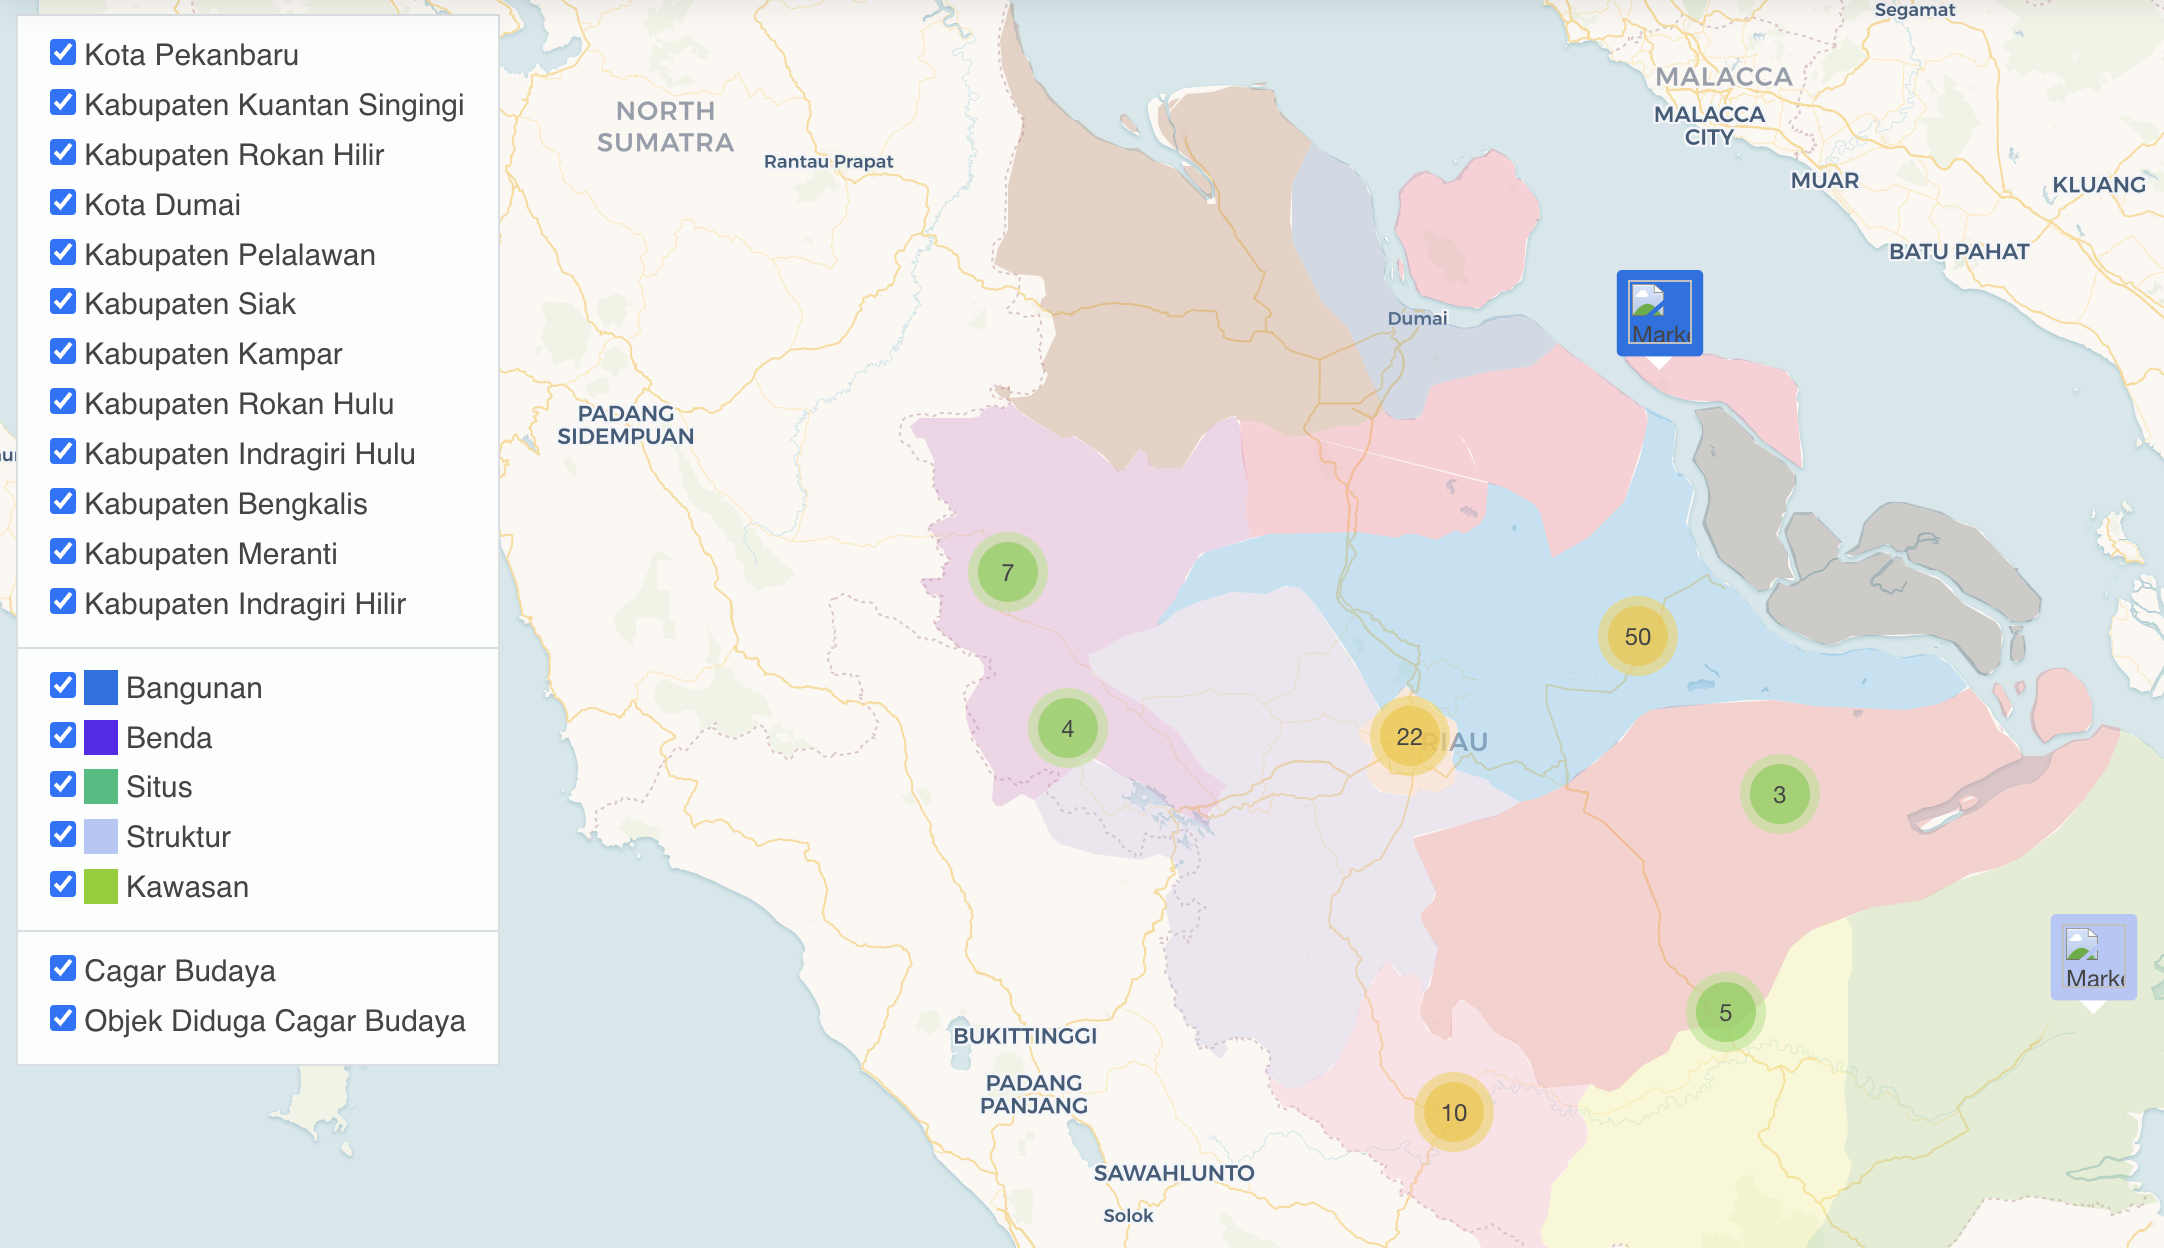 Kota Pekanbaru
Kabupaten Kuantan Singingi
Kabupaten Rokan Hilir
Kota Dumai
Kabupaten Pelalawan
Kabupaten Siak
Kabupaten Kampar
Kabupaten Rokan Hulu
Kabupaten Indragiri Hulu
Kabupaten Bengkalis
Kabupaten Meranti
Kabupaten Indragiri Hilir
Bangunan
Benda
Situs
Struktur
Kawasan
Cagar Budaya
Objek Diduga Cagar Budaya
Segamat
MALACCA
MALACCA
CITY
NORTH
SUMATRA
Rantau Prapat
MUAR
KLUANG
BATU PAHAT
Dumai
PADANG
SIDEMPUAN
7
50
4
22
RIAU
3
5
BUKITTINGGI
PADANG
PANJANG
10
SAWAHLUNTO
Solok